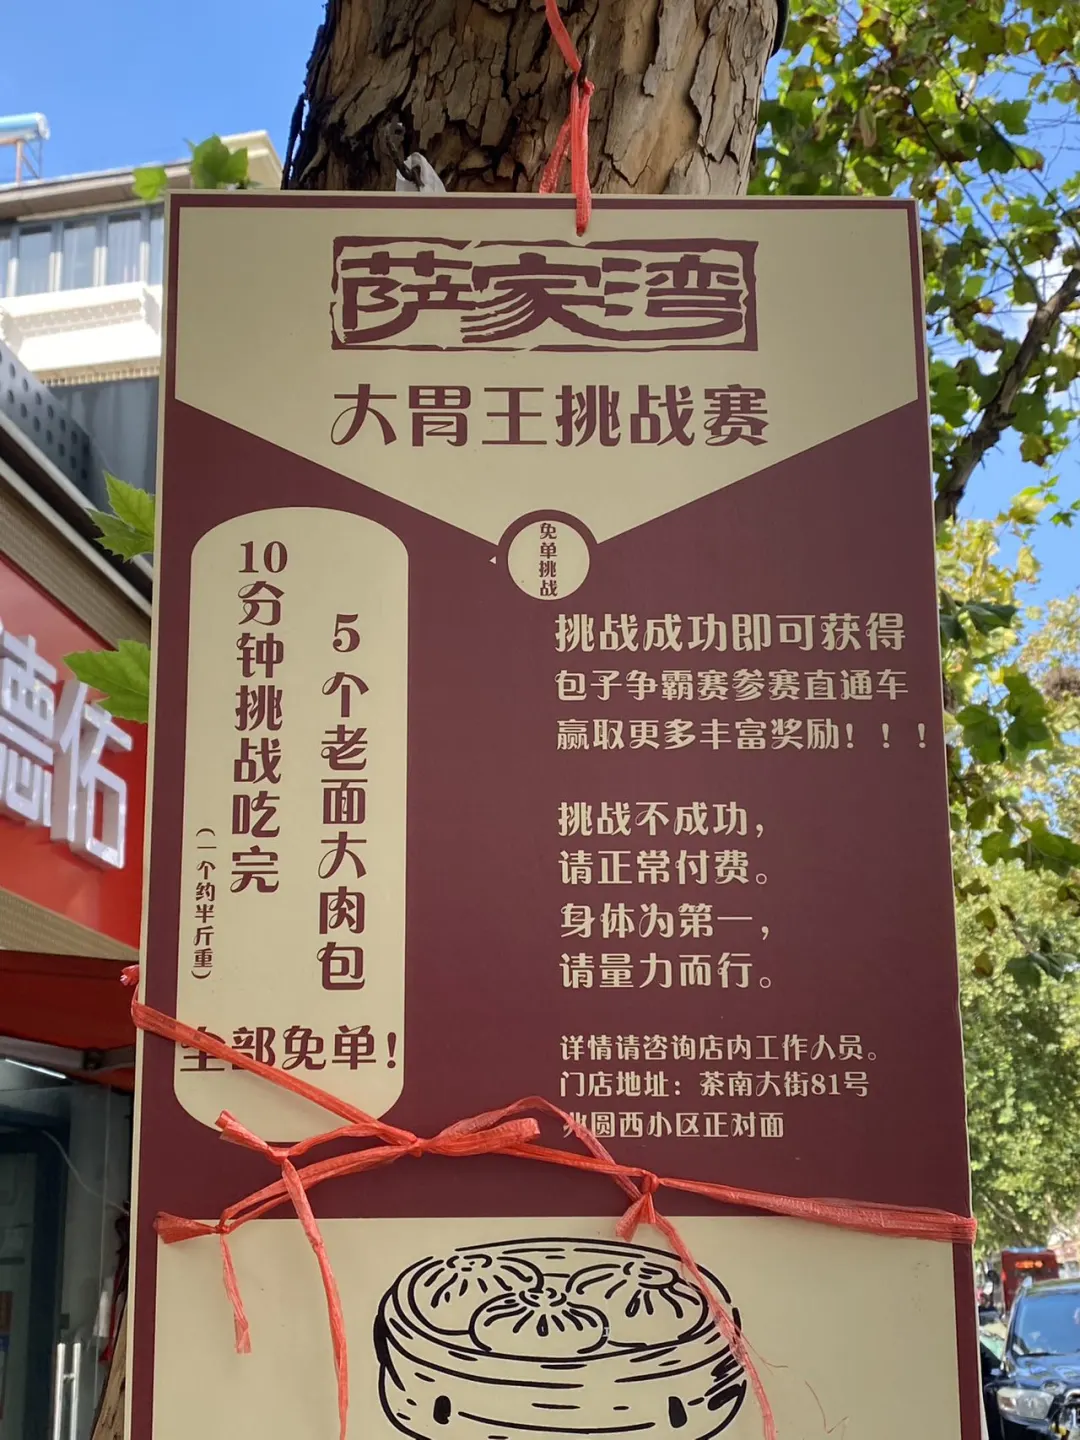 萨家湾
大胃王挑战赛
免单挑战
5个老面大肉包
10分钟挑战吃完
(一个约半斤重)
全部免单!
挑战成功即可获得
包子争霸赛参赛直通车
赢取更多丰富奖励!!!
挑战不成功,
请正常付费。
身体为第一,
请量力而行。
详情请咨询店内工作人员。
门店地址:茶南大街81号
兆圆西小区正对面
德佑